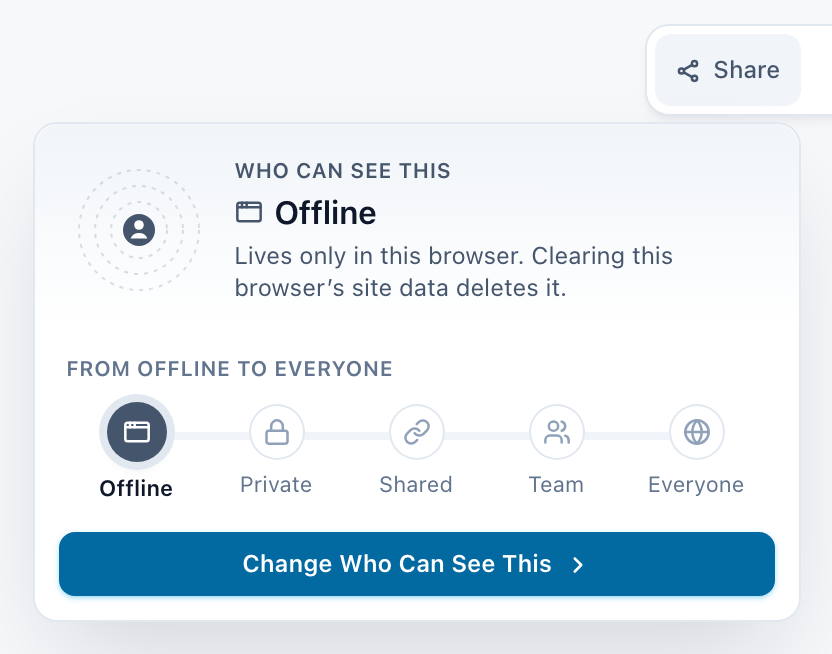 Share
WHO CAN SEE THIS
Offline
Lives only in this browser. Clearing this
browser’s site data deletes it.
FROM OFFLINE TO EVERYONE
Offline
Private
Shared
Team
Everyone
Change Who Can See This